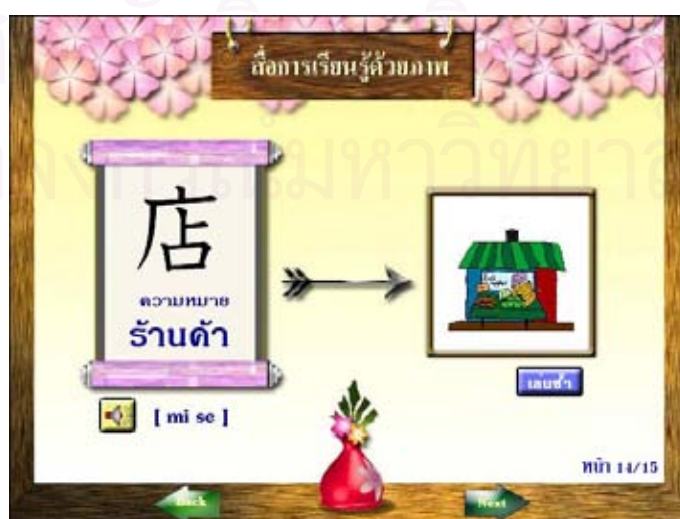 สื่อการเรียนรู้ด้วยภาพ
店
ความหมาย
ร้านค้า
เล่นซ้ำ
[ mi se ]
หน้า 14/15
Back
Next